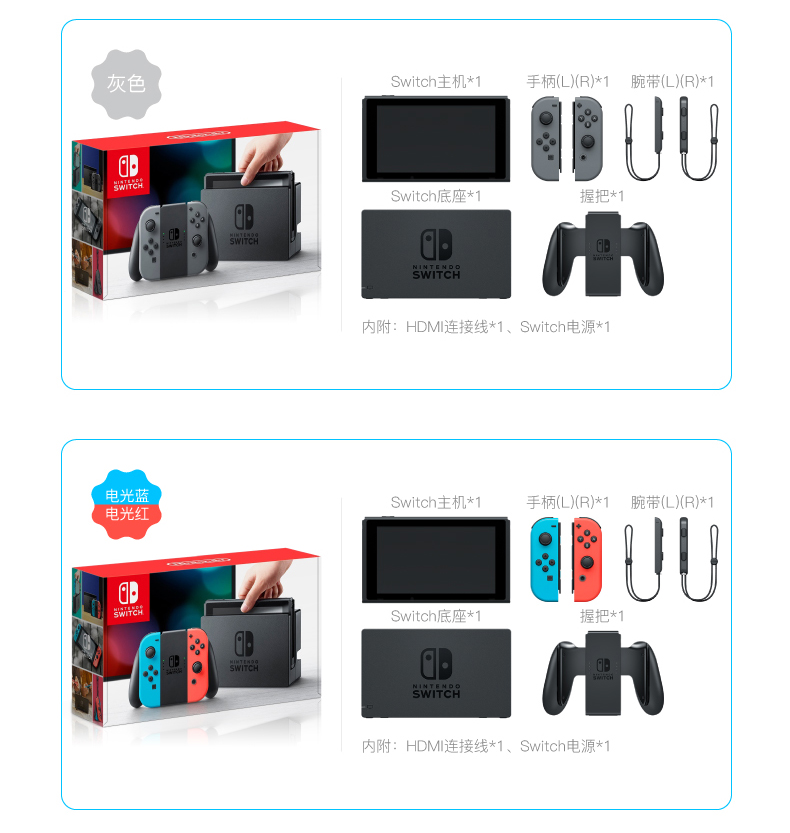 灰色
NINTENDO
SWITCH
NINTENDO
SWITCH
Switch主机*1
手柄(L)(R)*1
腕带(L)(R)*1
Switch底座*1
握把*1
NINTENDO
SWITCH
SWITCH
内附：HDMI连接线*1、Switch电源*1
电光蓝
电光红
NINTENDO
SWITCH
NINTENDO
SWITCH
Switch主机*1
手柄(L)(R)*1
腕带(L)(R)*1
Switch底座*1
握把*1
NINTENDO
SWITCH
SWITCH
内附：HDMI连接线*1、Switch电源*1